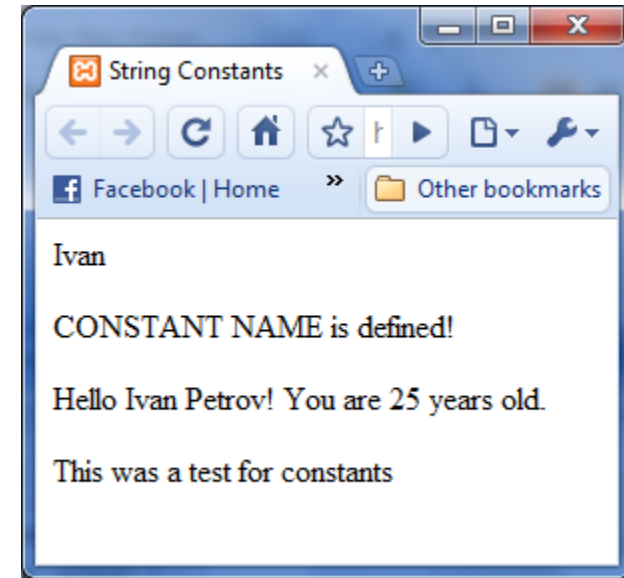 String Constants
Facebook | Home » Other bookmarks
Ivan
CONSTANT NAME is defined!
Hello Ivan Petrov! You are 25 years old.
This was a test for constants